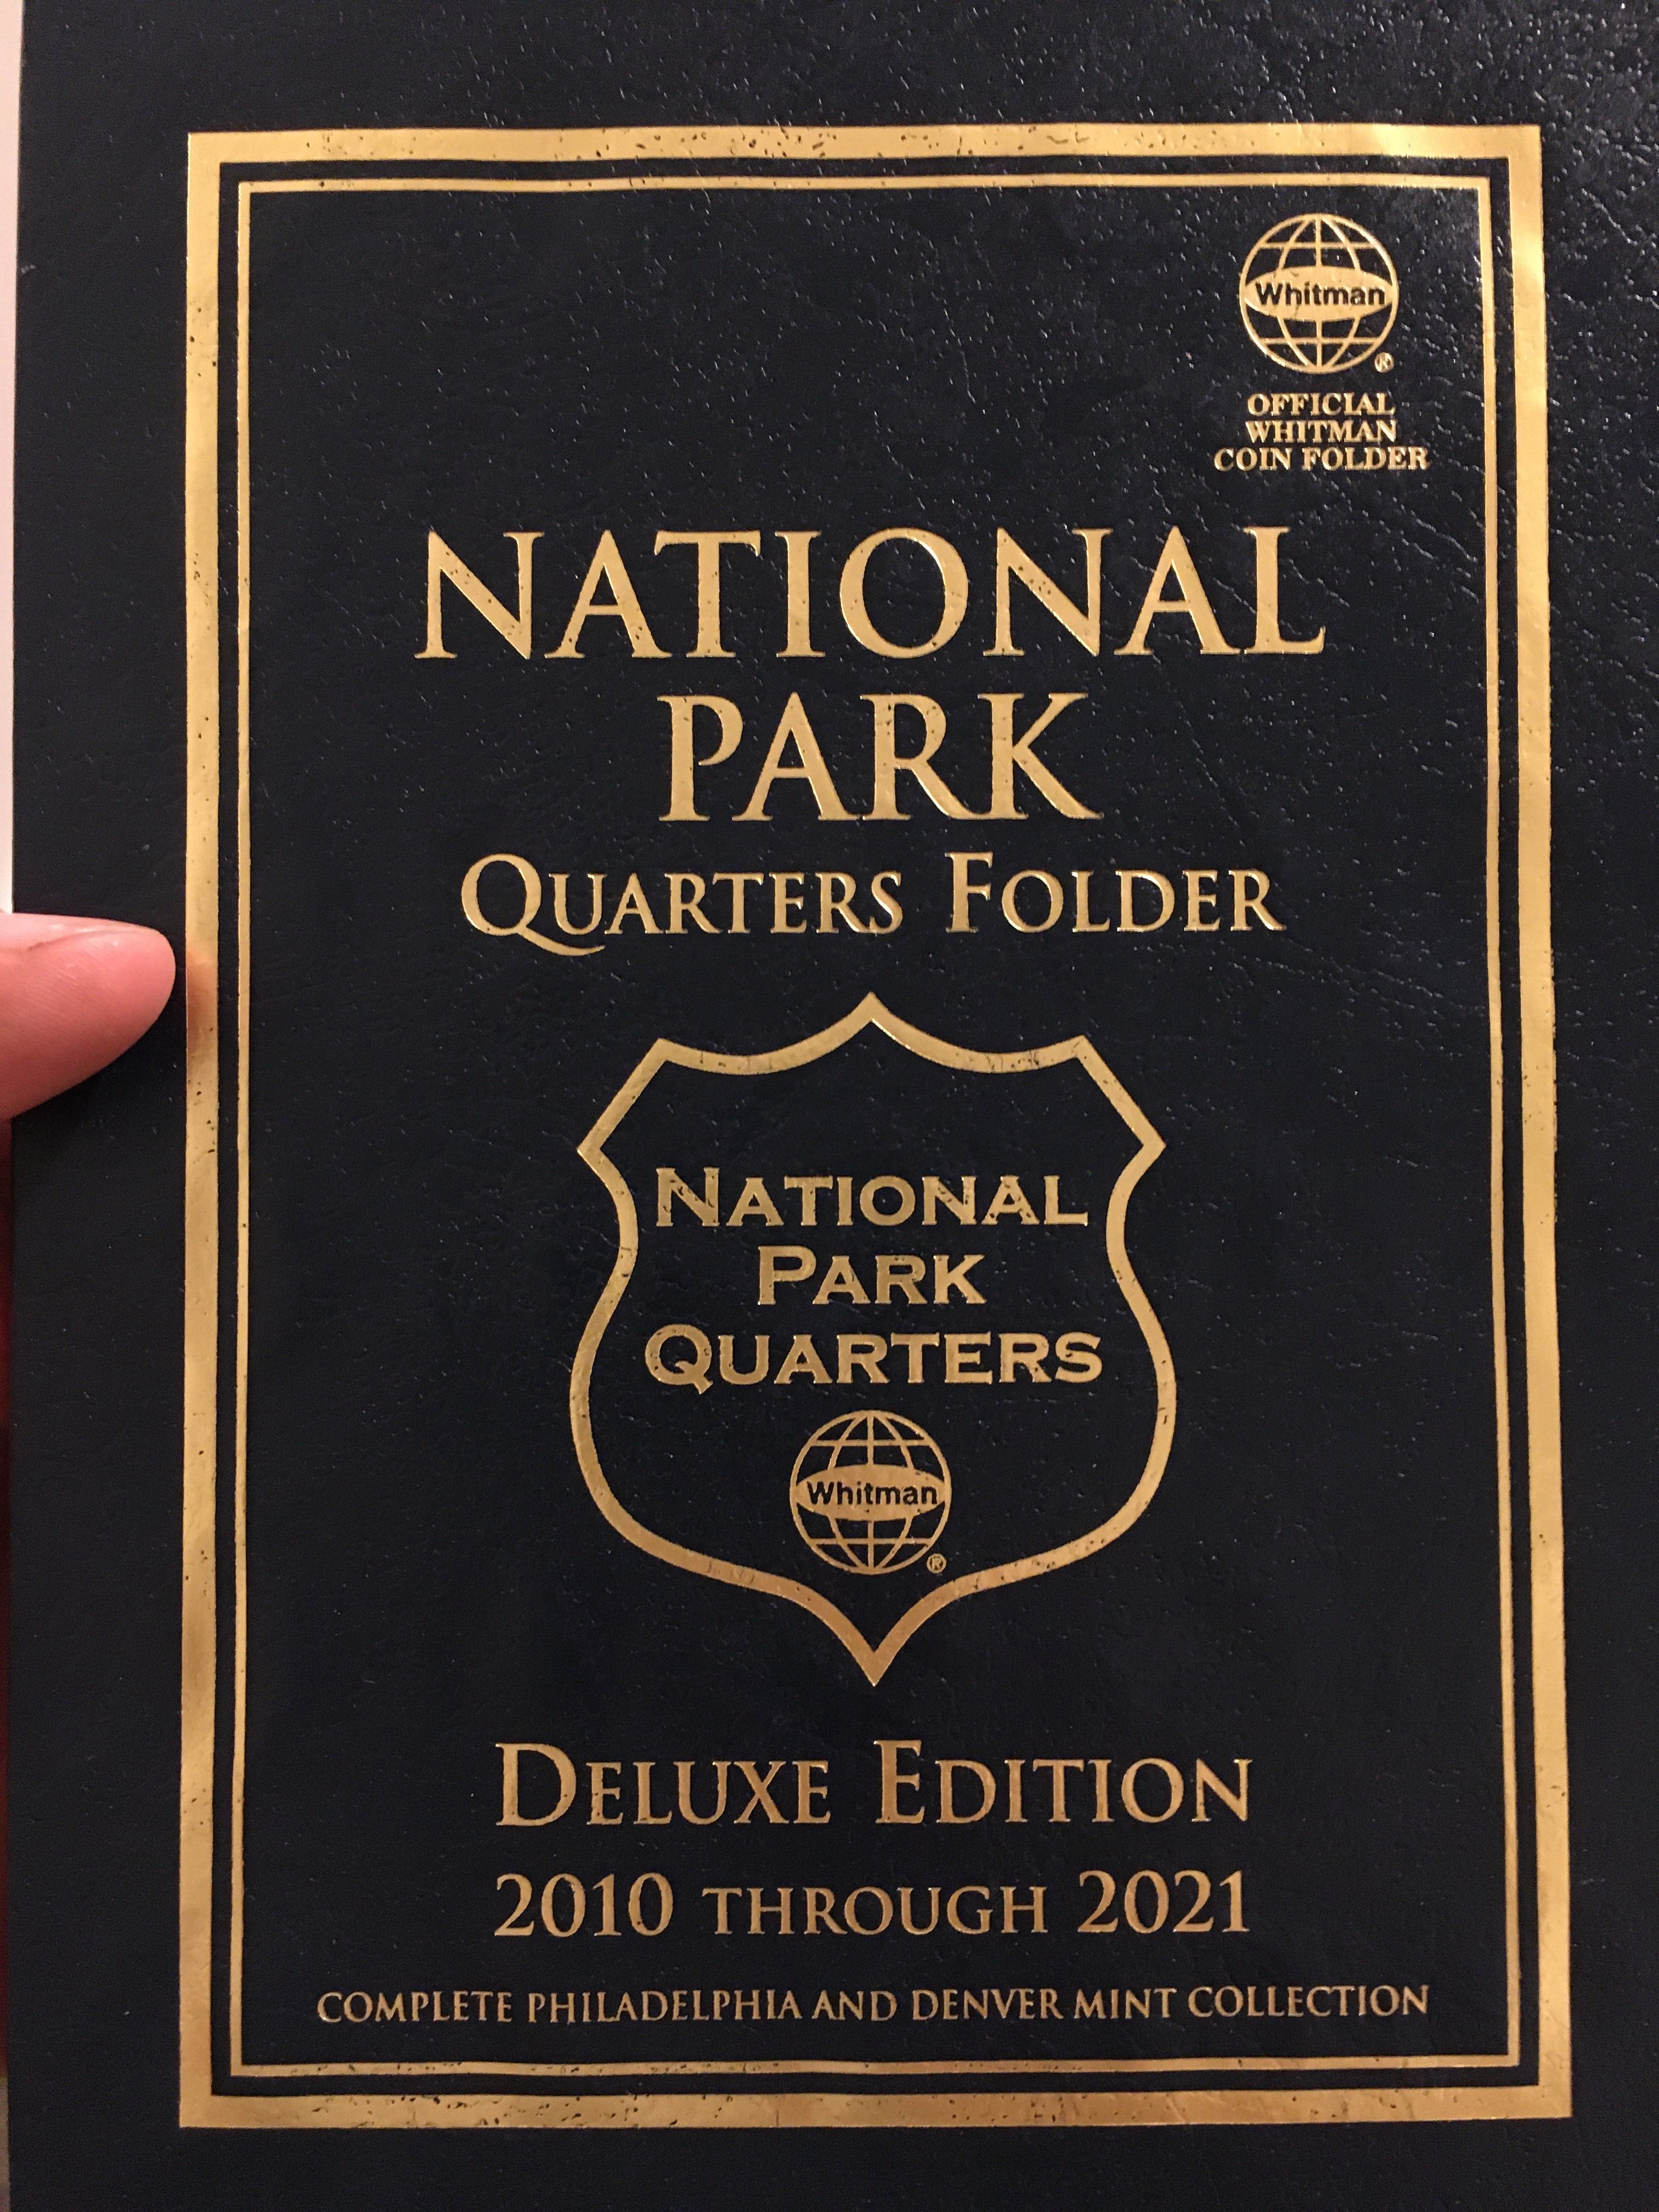 Whitman
®
OFFICIAL
WHITMAN
COIN FOLDER
NATIONAL
PARK
QUARTERS FOLDER
NATIONAL
PARK
QUARTERS
Whitman
®
DELUXE EDITION
2010 THROUGH 2021
COMPLETE PHILADELPHIA AND DENVER MINT COLLECTION